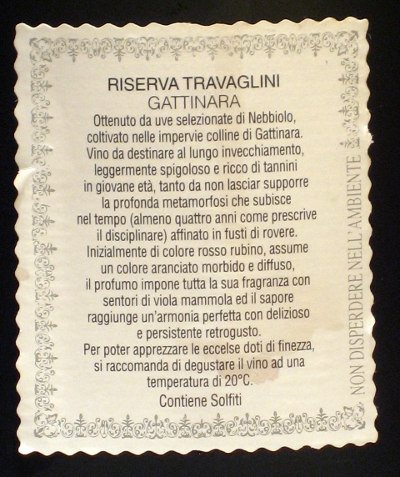 RISERVA TRAVAGLINI
GATTINARA
Ottenuto da uve selezionate di Nebbiolo,
coltivato nelle impervie colline di Gattinara.
Vino da destinare al lungo invecchiamento,
leggermente spigoloso e ricco di tannini
in giovane età, tanto da non lasciar supporre
la profonda metamorfosi che subisce
nel tempo (almeno quattro anni come prescrive
il disciplinare) affinato in fusti di rovere.
Inizialmente di colore rosso rubino, assume
un colore aranciato morbido e diffuso,
il profumo impone tutta la sua fragranza con
sentori di viola mammola ed il sapore
raggiunge un'armonia perfetta con delizioso
e persistente retrogusto.
Per poter apprezzare le eccelse doti di finezza,
si raccomanda di degustare il vino ad una
temperatura di 20°C.
Contiene Solfiti
NON DISPERDERE NELL'AMBIENTE